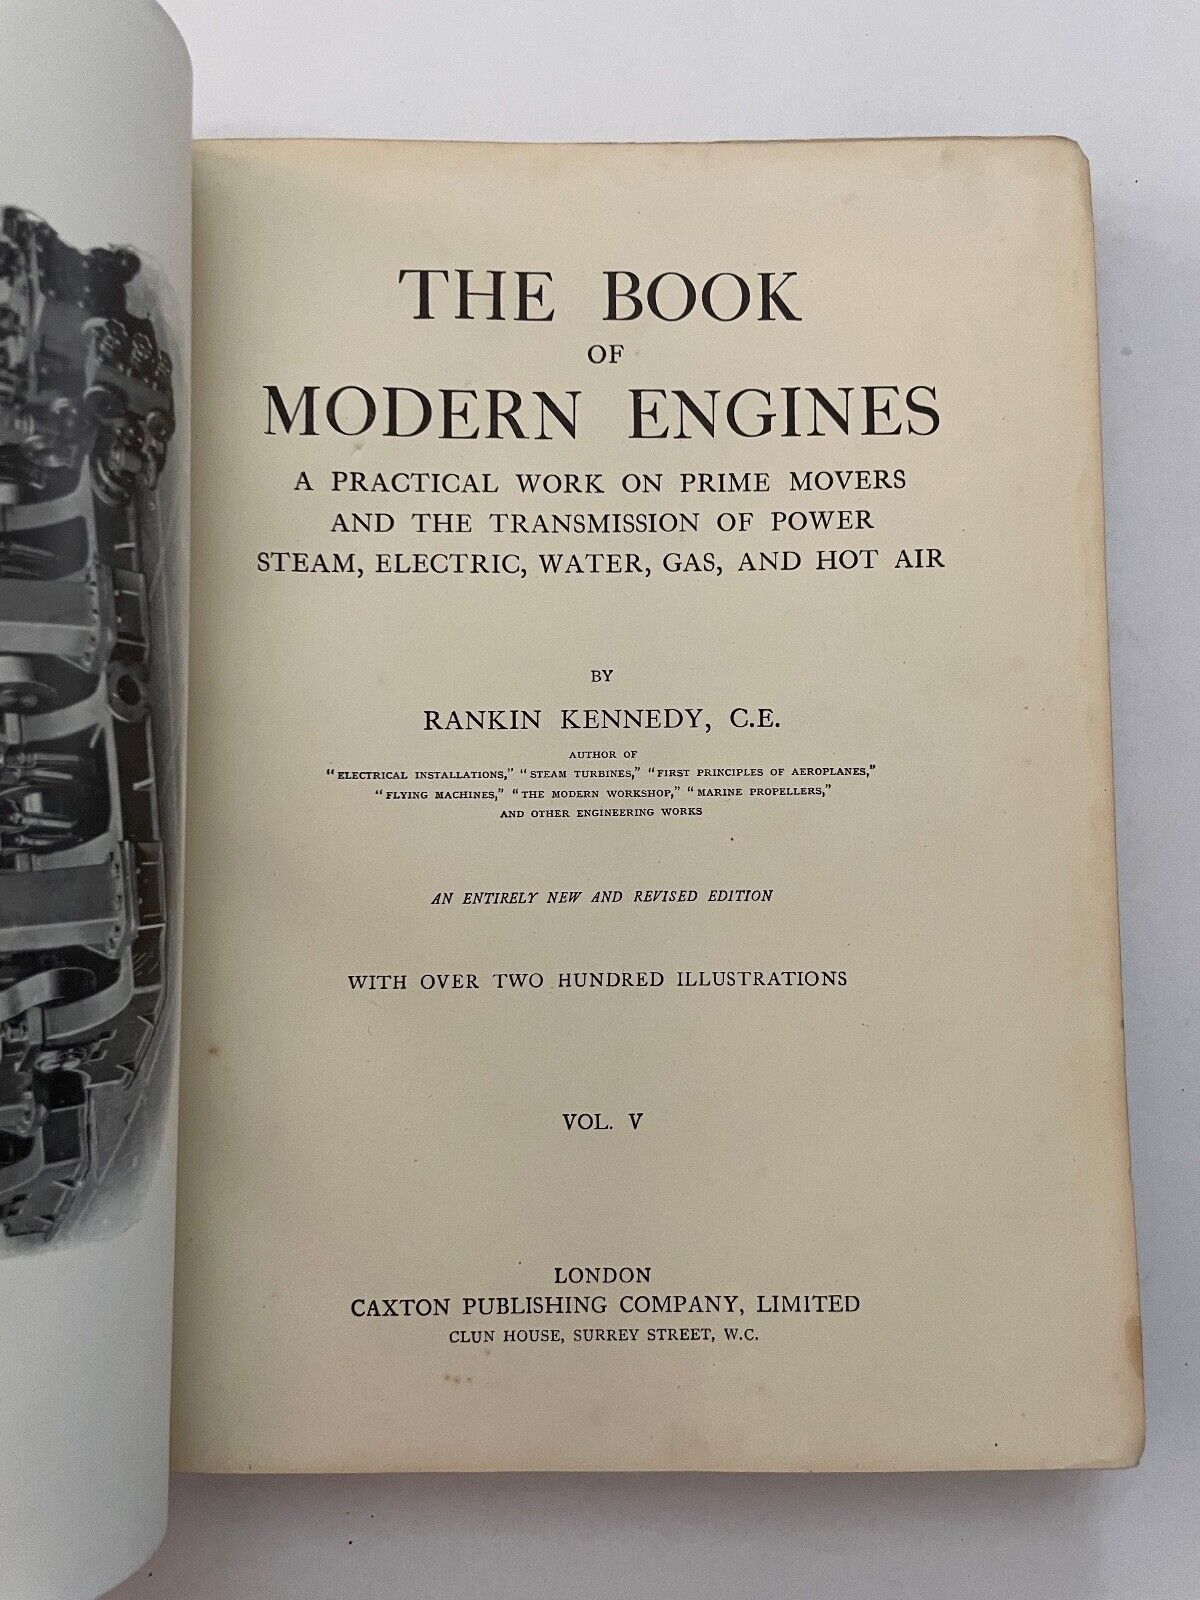 THE BOOK
OF
MODERN ENGINES
A PRACTICAL WORK ON PRIME MOVERS
AND THE TRANSMISSION OF POWER
STEAM, ELECTRIC, WATER, GAS, AND HOT AIR
BY
RANKIN KENNEDY, C.E.
AUTHOR OF
"ELECTRICAL INSTALLATIONS," "STEAM TURBINES," "FIRST PRINCIPLES OF AEROPLANES,"
"FLYING MACHINES," "THE MODERN WORKSHOP," "MARINE PROPELLERS,"
AND OTHER ENGINEERING WORKS
AN ENTIRELY NEW AND REVISED EDITION
WITH OVER TWO HUNDRED ILLUSTRATIONS
VOL. V
LONDON
CAXTON PUBLISHING COMPANY, LIMITED
CLUN HOUSE, SURREY STREET, W.C.